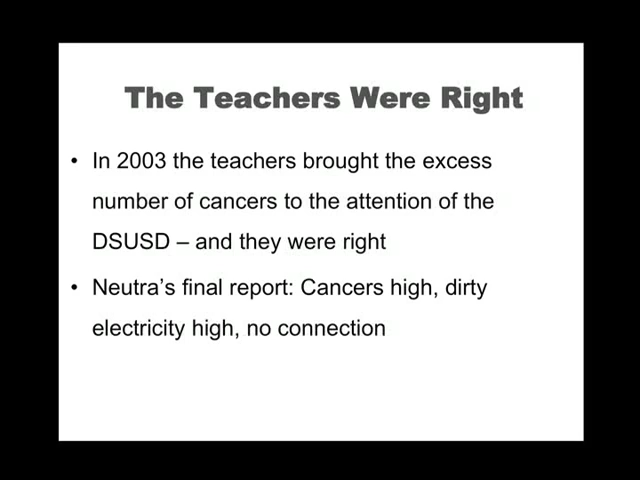 The Teachers Were Right
• In 2003 the teachers brought the excess
number of cancers to the attention of the
DSUSD – and they were right
• Neutra’s final report: Cancers high, dirty
electricity high, no connection